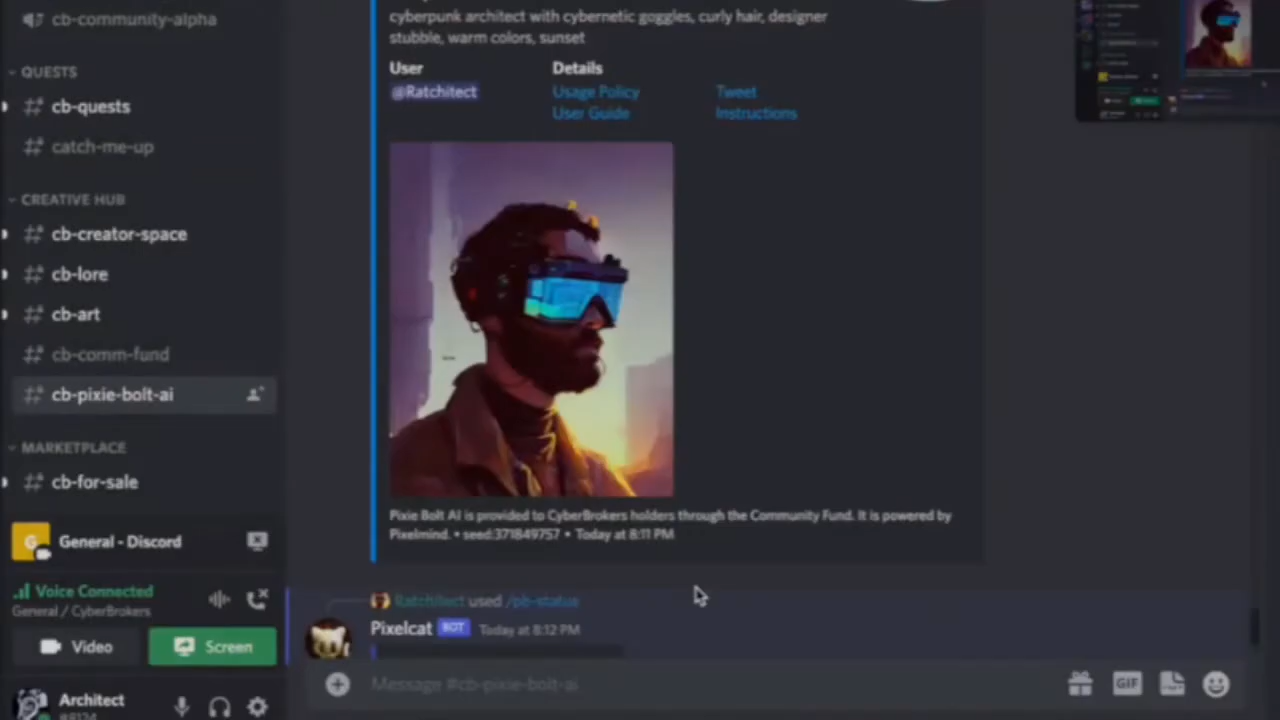 cb-community-alpha
QUESTS
cb-quests
catch-me-up
CREATIVE HUB
cb-creator-space
cb-lore
cb-art
cb-comm-fund
cb-pixie-bolt-ai
MARKETPLACE
cb-for-sale
G
General - Discord
Voice Connected
General / CyberBrokers
Video
Screen
Architect
cyberpunk architect with cybernetic goggles, curly hair, designer
stubble, warm colors, sunset
User
Details
@Ratchitect
Usage Policy
Tweet
User Guide
Instructions
Pixie Bolt AI is provided to CyberBrokers holders through the Community Fund. It is powered by
Pixelmind. • seed:371849757 • Today at 8:11 PM
Ratchitect used /pb-status
Pixelcat BOT Today at 8:12 PM
Message #cb-pixie-bolt-ai
GIF